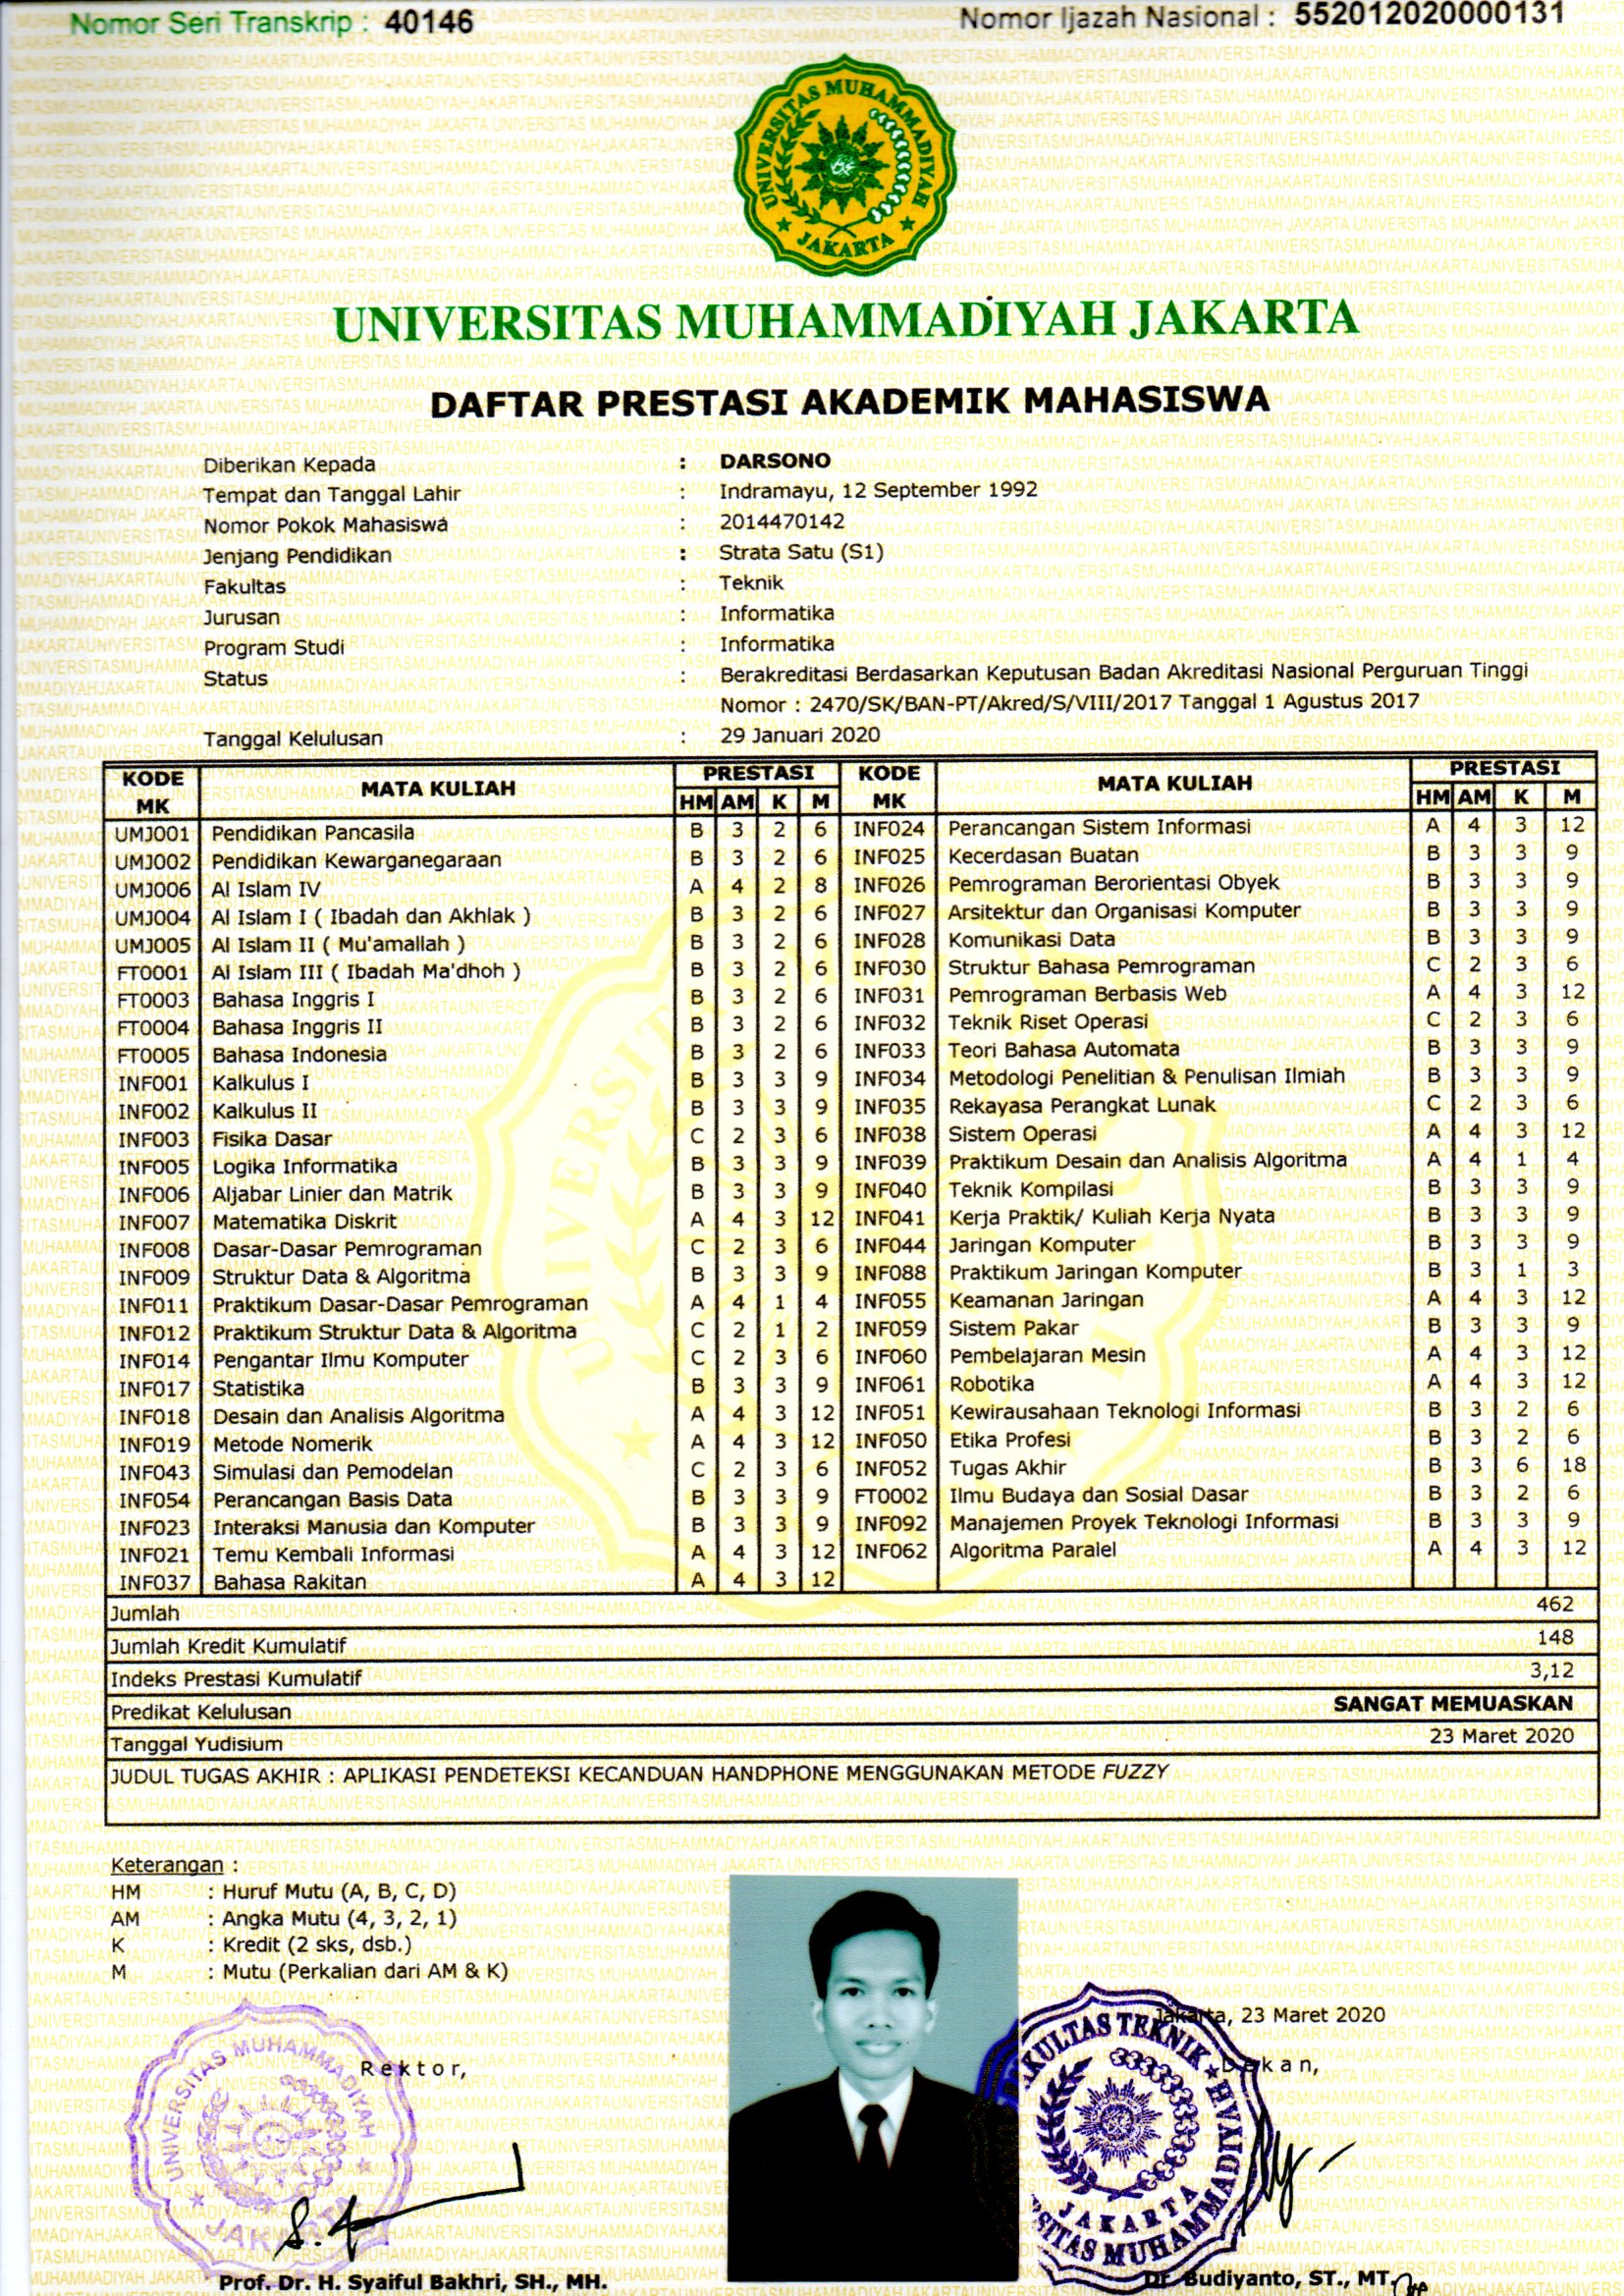 Nomor Seri Transkrip : 40146
Nomor Ijazah Nasional : 552012020000131
UNIVERSITAS MUHAMMADIYAH
JAKARTA
UNIVERSITAS MUHAMMADIYAH JAKARTA
DAFTAR PRESTASI AKADEMIK MAHASISWA
Diberikan Kepada : DARSONO
Tempat dan Tanggal Lahir : Indramayu, 12 September 1992
Nomor Pokok Mahasiswa : 2014470142
Jenjang Pendidikan : Strata Satu (S1)
Fakultas : Teknik
Jurusan : Informatika
Program Studi : Informatika
Status : Berakreditasi Berdasarkan Keputusan Badan Akreditasi Nasional Perguruan Tinggi
Nomor : 2470/SK/BAN-PT/Akred/S/VIII/2017 Tanggal 1 Agustus 2017
Tanggal Kelulusan : 29 Januari 2020
KODE MK MATA KULIAH PRESTASI HM AM K M KODE MK MATA KULIAH PRESTASI HM AM K M
UMJ001 Pendidikan Pancasila B 3 2 6 INF024 Perancangan Sistem Informasi A 4 3 12
UMJ002 Pendidikan Kewarganegaraan B 3 2 6 INF025 Kecerdasan Buatan B 3 3 9
UMJ006 Al Islam IV A 4 2 8 INF026 Pemrograman Berorientasi Obyek B 3 3 9
UMJ004 Al Islam I ( Ibadah dan Akhlak ) B 3 2 6 INF027 Arsitektur dan Organisasi Komputer B 3 3 9
UMJ005 Al Islam II ( Mu'amallah ) B 3 2 6 INF028 Komunikasi Data B 3 3 9
FT0001 Al Islam III ( Ibadah Ma'dhoh ) B 3 2 6 INF030 Struktur Bahasa Pemrograman C 2 3 6
FT0003 Bahasa Inggris I B 3 2 6 INF031 Pemrograman Berbasis Web A 4 3 12
FT0004 Bahasa Inggris II B 3 2 6 INF032 Teknik Riset Operasi C 2 3 6
FT0005 Bahasa Indonesia B 3 2 6 INF033 Teori Bahasa Automata B 3 3 9
INF001 Kalkulus I B 3 3 9 INF034 Metodologi Penelitian & Penulisan Ilmiah B 3 3 9
INF002 Kalkulus II B 3 3 9 INF035 Rekayasa Perangkat Lunak C 2 3 6
INF003 Fisika Dasar C 2 3 6 INF038 Sistem Operasi A 4 3 12
INF005 Logika Informatika B 3 3 9 INF039 Praktikum Desain dan Analisis Algoritma A 4 1 4
INF006 Aljabar Linier dan Matrik B 3 3 9 INF040 Teknik Kompilasi B 3 3 9
INF007 Matematika Diskrit A 4 3 12 INF041 Kerja Praktik/ Kuliah Kerja Nyata B 3 3 9
INF008 Dasar-Dasar Pemrograman C 2 3 6 INF044 Jaringan Komputer B 3 3 9
INF009 Struktur Data & Algoritma B 3 3 9 INF088 Praktikum Jaringan Komputer B 3 1 3
INF011 Praktikum Dasar-Dasar Pemrograman A 4 1 4 INF055 Keamanan Jaringan A 4 3 12
INF012 Praktikum Struktur Data & Algoritma C 2 1 2 INF059 Sistem Pakar B 3 3 9
INF014 Pengantar Ilmu Komputer C 2 3 6 INF060 Pembelajaran Mesin A 4 3 12
INF017 Statistika B 3 3 9 INF061 Robotika A 4 3 12
INF018 Desain dan Analisis Algoritma A 4 3 12 INF051 Kewirausahaan Teknologi Informasi B 3 2 6
INF019 Metode Nomerik A 4 3 12 INF050 Etika Profesi B 3 2 6
INF043 Simulasi dan Pemodelan C 2 3 6 INF052 Tugas Akhir B 3 6 18
INF054 Perancangan Basis Data B 3 3 9 FT0002 Ilmu Budaya dan Sosial Dasar B 3 2 6
INF023 Interaksi Manusia dan Komputer B 3 3 9 INF092 Manajemen Proyek Teknologi Informasi B 3 3 9
INF021 Temu Kembali Informasi A 4 3 12 INF062 Algoritma Paralel A 4 3 12
INF037 Bahasa Rakitan A 4 3 12
Jumlah 462
Jumlah Kredit Kumulatif 148
Indeks Prestasi Kumulatif 3,12
Predikat Kelulusan SANGAT MEMUASKAN
Tanggal Yudisium 23 Maret 2020
JUDUL TUGAS AKHIR : APLIKASI PENDETEKSI KECANDUAN HANDPHONE MENGGUNAKAN METODE FUZZY
Keterangan :
HM : Huruf Mutu (A, B, C, D)
AM : Angka Mutu (4, 3, 2, 1)
K : Kredit (2 sks, dsb.)
M : Mutu (Perkalian dari AM & K)
Jakarta, 23 Maret 2020
Rektor,
Dekan,
UNIVERSITAS MUHAMMADIYAH
JAKARTA
FAKULTAS TEKNIK
JAKARTA
Prof. Dr. H. Syaiful Bakhri, SH., MH.
Dr. Budiyanto, ST., MT.